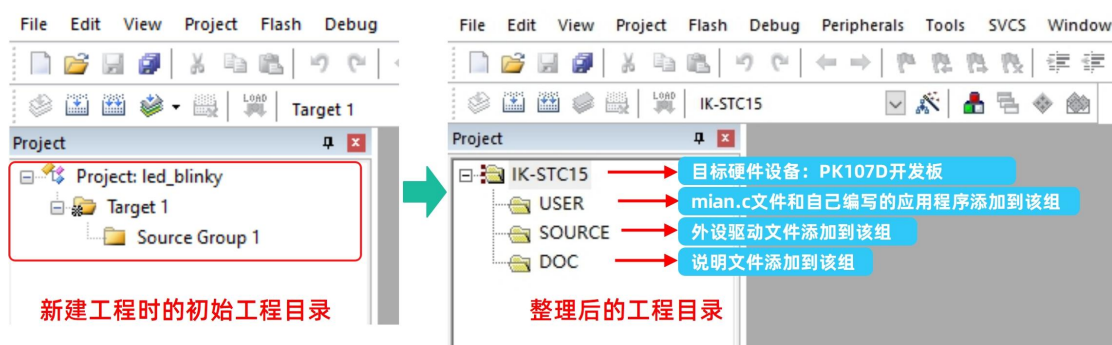 File Edit View Project Flash Debug
LOAD
Target 1
Project
Project: led_blinky
Target 1
Source Group 1
新建工程时的初始工程目录
File Edit View Project Flash Debug Peripherals Tools SVCS Window
LOAD
IK-STC15
Project
IK-STC15
目标硬件设备：PK107D开发板
USER
mian.c文件和自己编写的应用程序添加到该组
SOURCE
外设驱动文件添加到该组
DOC
说明文件添加到该组
整理后的工程目录